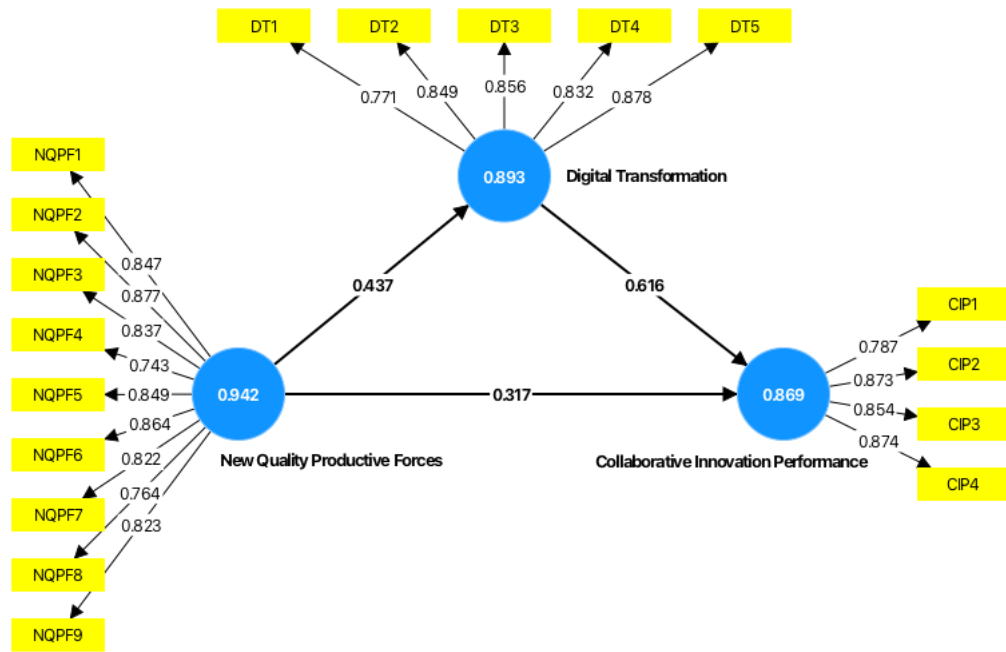 DT1
DT2
DT3
DT4
DT5
0.771
0.849
0.856
0.832
0.878
0.893
Digital Transformation
NQPF1
NQPF2
NQPF3
NQPF4
NQPF5
NQPF6
NQPF7
NQPF8
NQPF9
0.847
0.877
0.837
0.743
0.849
0.864
0.822
0.764
0.823
0.942
New Quality Productive Forces
0.437
0.616
0.317
0.869
Collaborative Innovation Performance
0.787
0.873
0.854
0.874
CIP1
CIP2
CIP3
CIP4